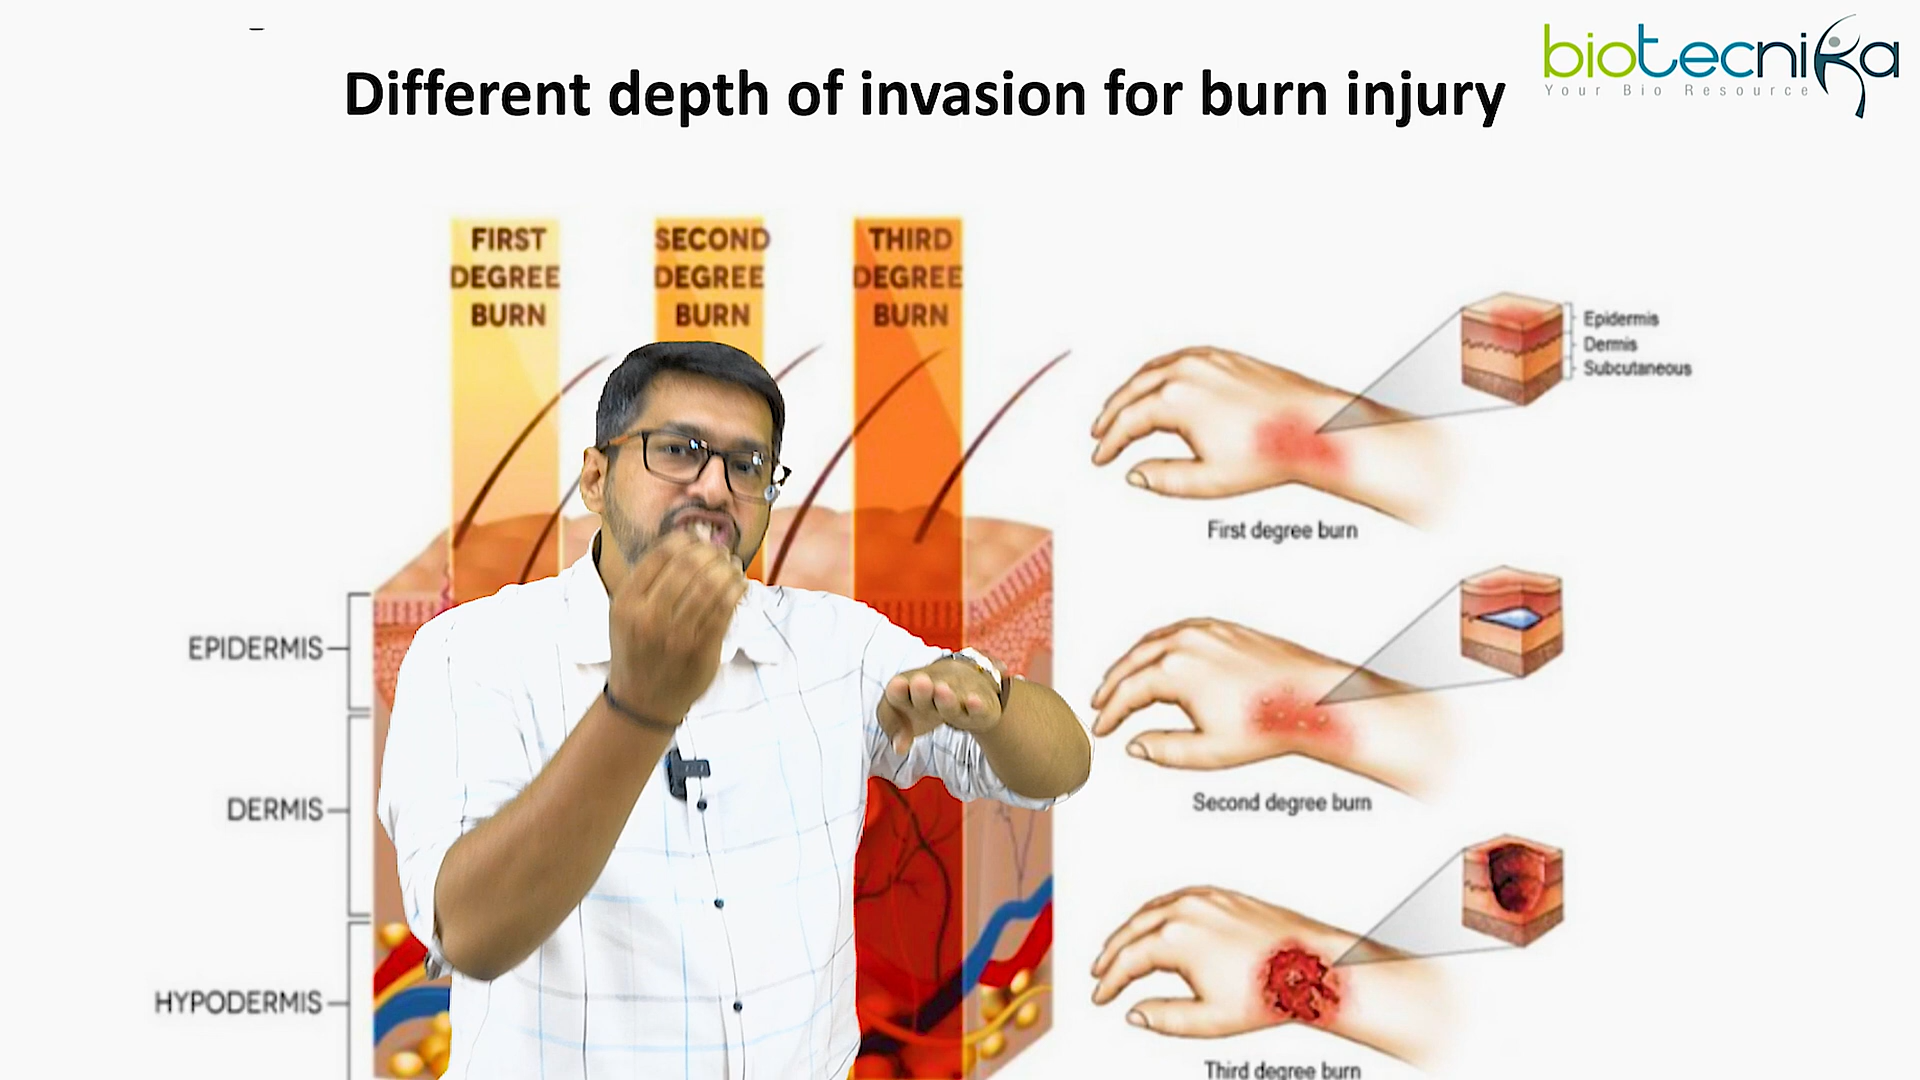 biotecnika
Your Bio Resource
Different depth of invasion for burn injury
FIRST
DEGREE
BURN
SECOND
DEGREE
BURN
THIRD
DEGREE
BURN
EPIDERMIS
DERMIS
HYPODERMIS
Epidermis
Dermis
Subcutaneous
First degree burn
Second degree burn
Third degree burn